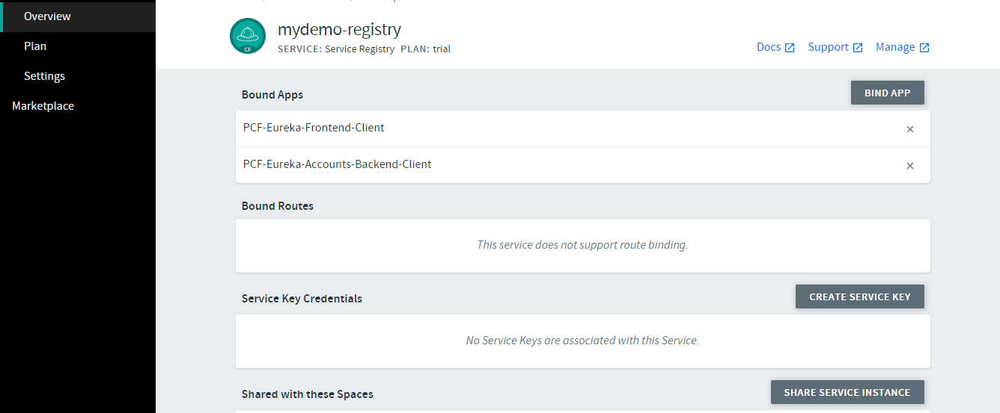 Overview
Plan
Settings
Marketplace
mydemo-registry
SERVICE: Service Registry PLAN: trial
CF
Docs Support Manage
Bound Apps
BIND APP
PCF-Eureka-Frontend-Client
PCF-Eureka-Accounts-Backend-Client
Bound Routes
This service does not support route binding.
Service Key Credentials
CREATE SERVICE KEY
No Service Keys are associated with this Service.
Shared with these Spaces
SHARE SERVICE INSTANCE